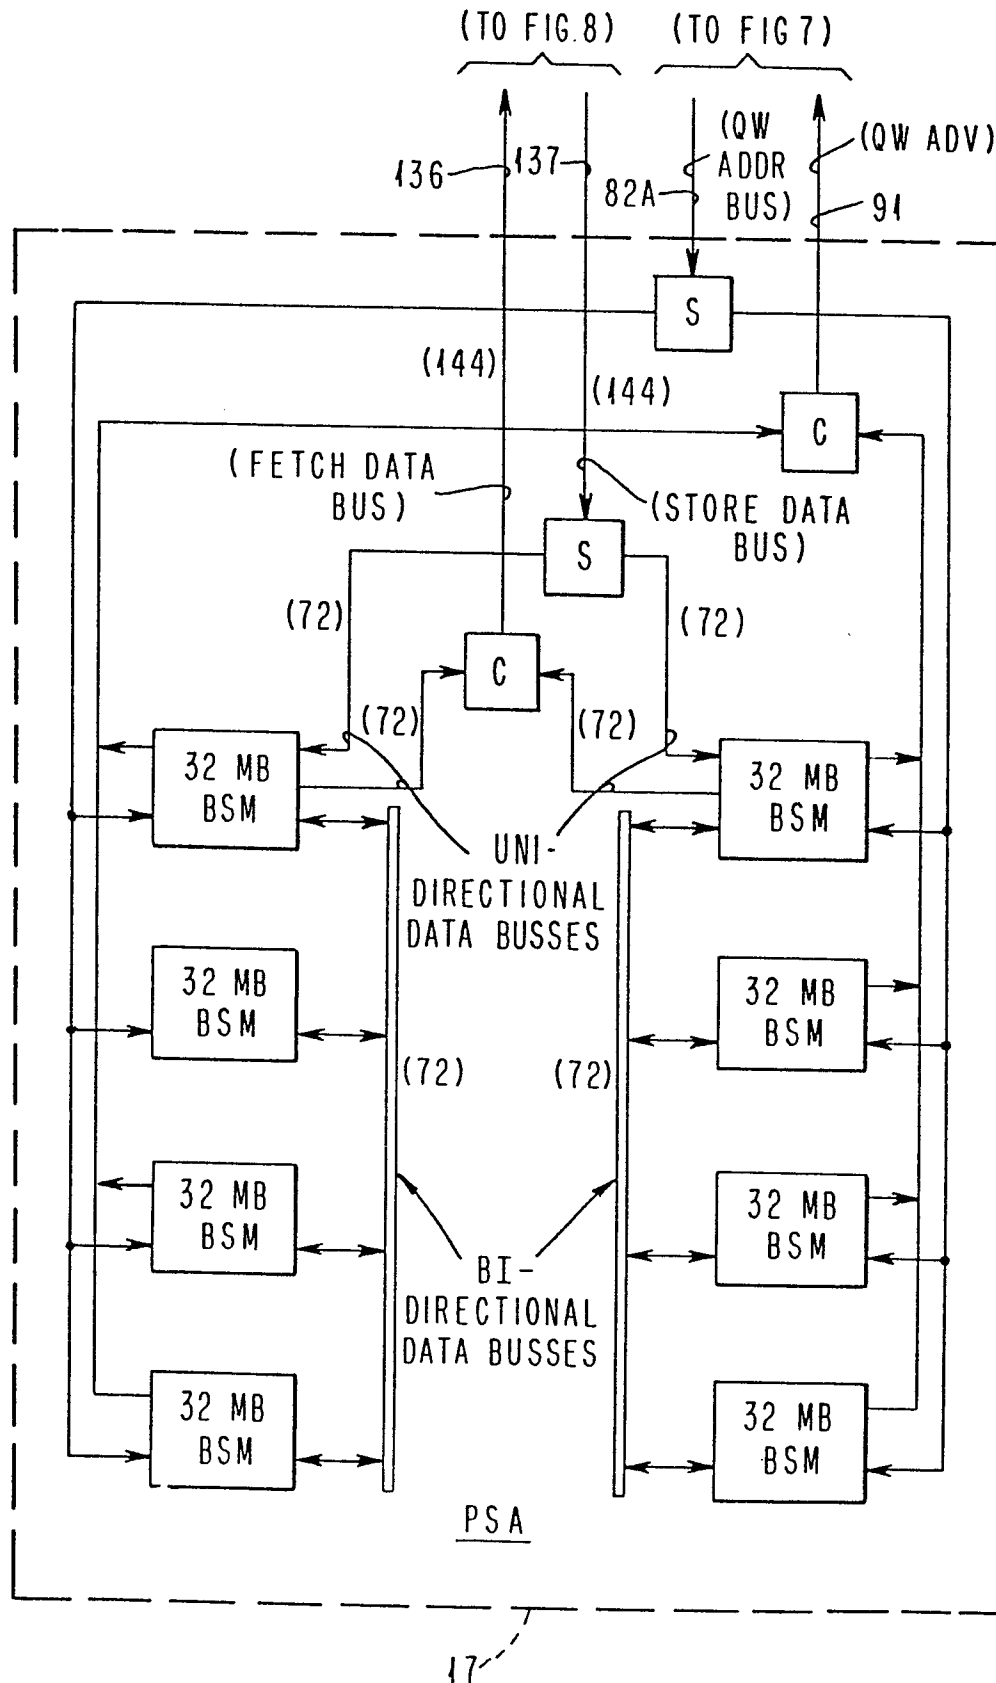 (TO FIG.8)
(TO FIG 7)
136
137
82A
(QW
ADDR
BUS)
(QW ADV)
91
S
(144)
(144)
C
(FETCH DATA
BUS)
(STORE DATA
BUS)
S
(72)
(72)
C
(72)
(72)
32 MB
BSM
32 MB
BSM
UNI-
DIRECTIONAL
DATA BUSSES
32 MB
BSM
32 MB
BSM
(72)
(72)
32 MB
BSM
32 MB
BSM
BI-
DIRECTIONAL
DATA BUSSES
32 MB
BSM
32 MB
BSM
PSA
17